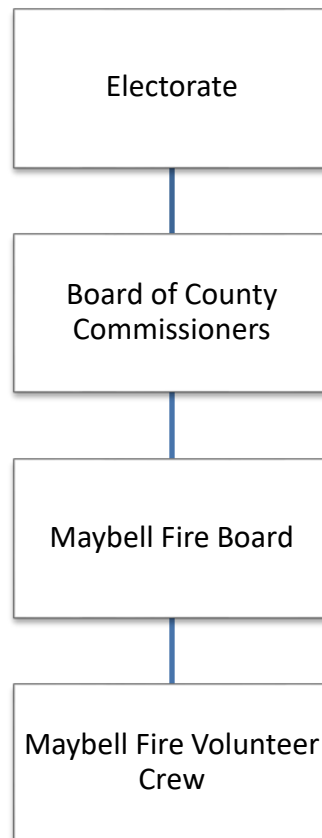 Electorate
Board of County
Commissioners
Maybell Fire Board
Maybell Fire Volunteer
Crew